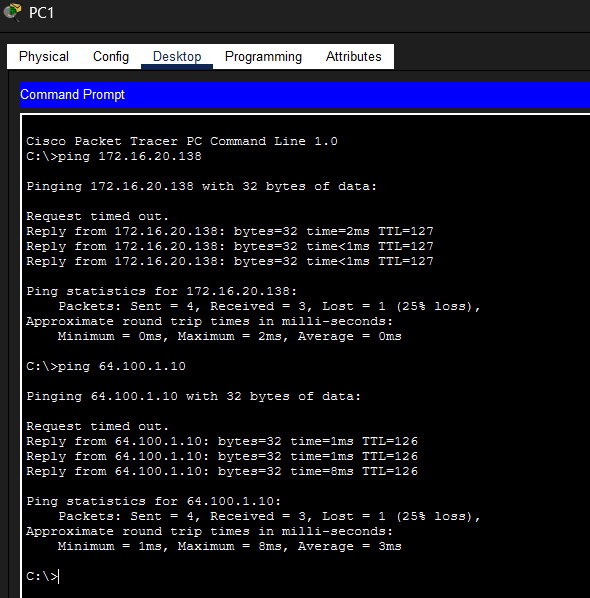 PC1
Physical Config Desktop Programming Attributes
Command Prompt
Cisco Packet Tracer PC Command Line 1.0
C:\>ping 172.16.20.138
Pinging 172.16.20.138 with 32 bytes of data:
Request timed out.
Reply from 172.16.20.138: bytes=32 time=2ms TTL=127
Reply from 172.16.20.138: bytes=32 time<1ms TTL=127
Reply from 172.16.20.138: bytes=32 time<1ms TTL=127
Ping statistics for 172.16.20.138:
    Packets: Sent = 4, Received = 3, Lost = 1 (25% loss),
Approximate round trip times in milli-seconds:
    Minimum = 0ms, Maximum = 2ms, Average = 0ms
C:\>ping 64.100.1.10
Pinging 64.100.1.10 with 32 bytes of data:
Request timed out.
Reply from 64.100.1.10: bytes=32 time=1ms TTL=126
Reply from 64.100.1.10: bytes=32 time=1ms TTL=126
Reply from 64.100.1.10: bytes=32 time=8ms TTL=126
Ping statistics for 64.100.1.10:
    Packets: Sent = 4, Received = 3, Lost = 1 (25% loss),
Approximate round trip times in milli-seconds:
    Minimum = 1ms, Maximum = 8ms, Average = 3ms
C:\>